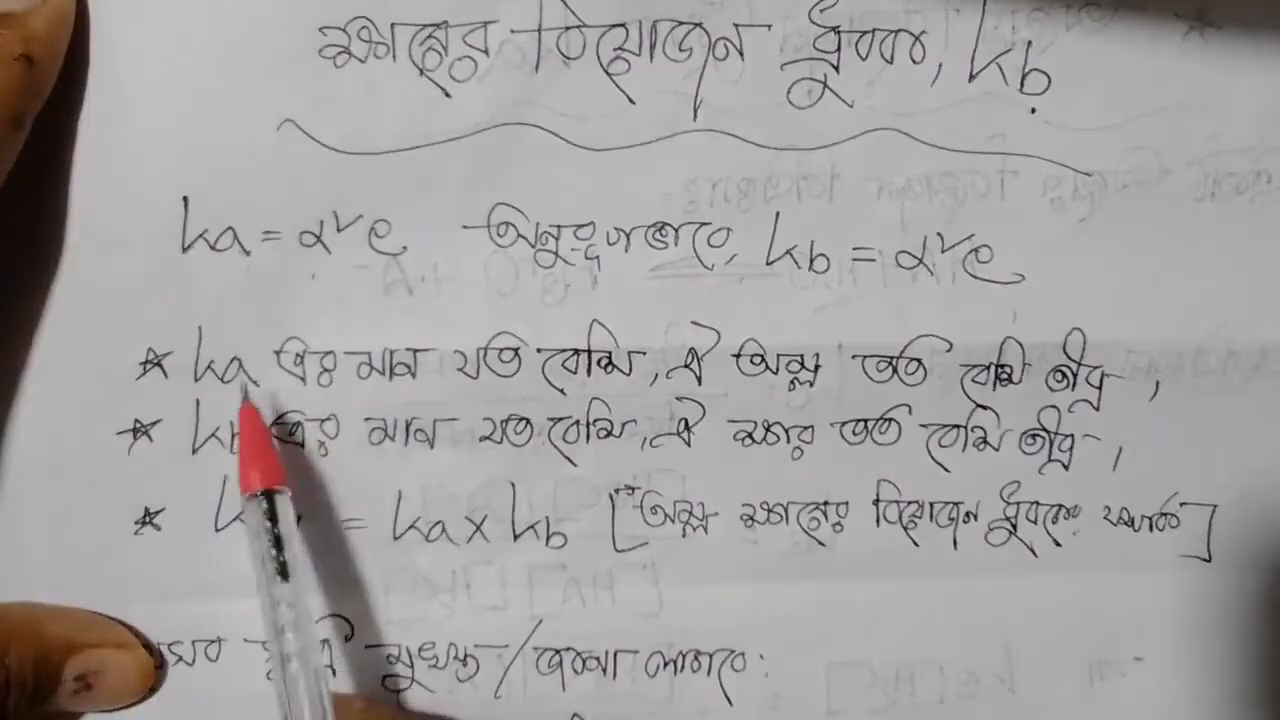 ক্ষারের বিয়োজন ধ্রুবক, Kb
Ka = α²c অনুরূপভাবে, Kb = α²c
* Ka এর মান যত বেশি, ঐ অম্ল তত বেশি তীব্র,
* Kb এর মান যত বেশি, ঐ ক্ষার তত বেশি তীব্র,
* = Ka x Kb [অম্ল ক্ষারের বিয়োজন ধ্রুবকের সম্পর্ক]
মুখস্ত/জানা লাগবে: